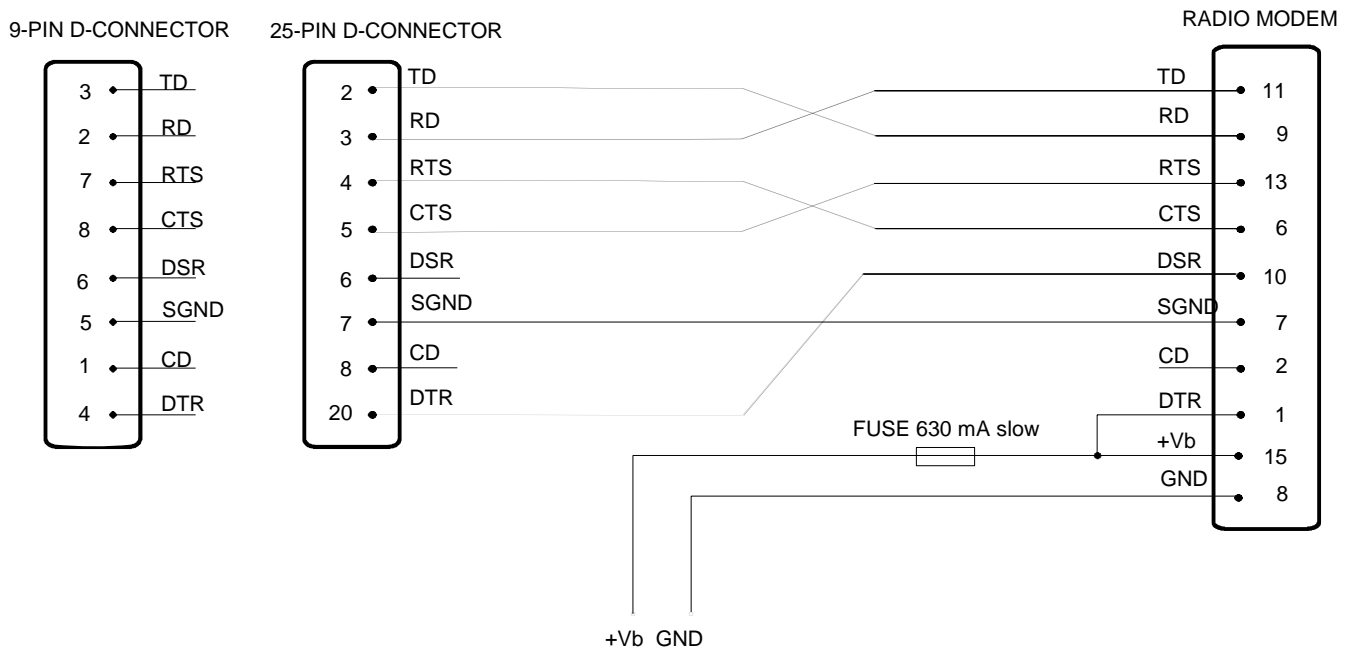 RADIO MODEM
9-PIN D-CONNECTOR 25-PIN D-CONNECTOR
3 TD
2 RD
7 RTS
8 CTS
6 DSR
5 SGND
1 CD
4 DTR
2 TD
3 RD
4 RTS
5 CTS
6 DSR
7 SGND
8 CD
20 DTR
TD 11
RD 9
RTS 13
CTS 6
DSR 10
SGND 7
CD 2
DTR 1
+Vb 15
GND 8
FUSE 630 mA slow
+Vb GND